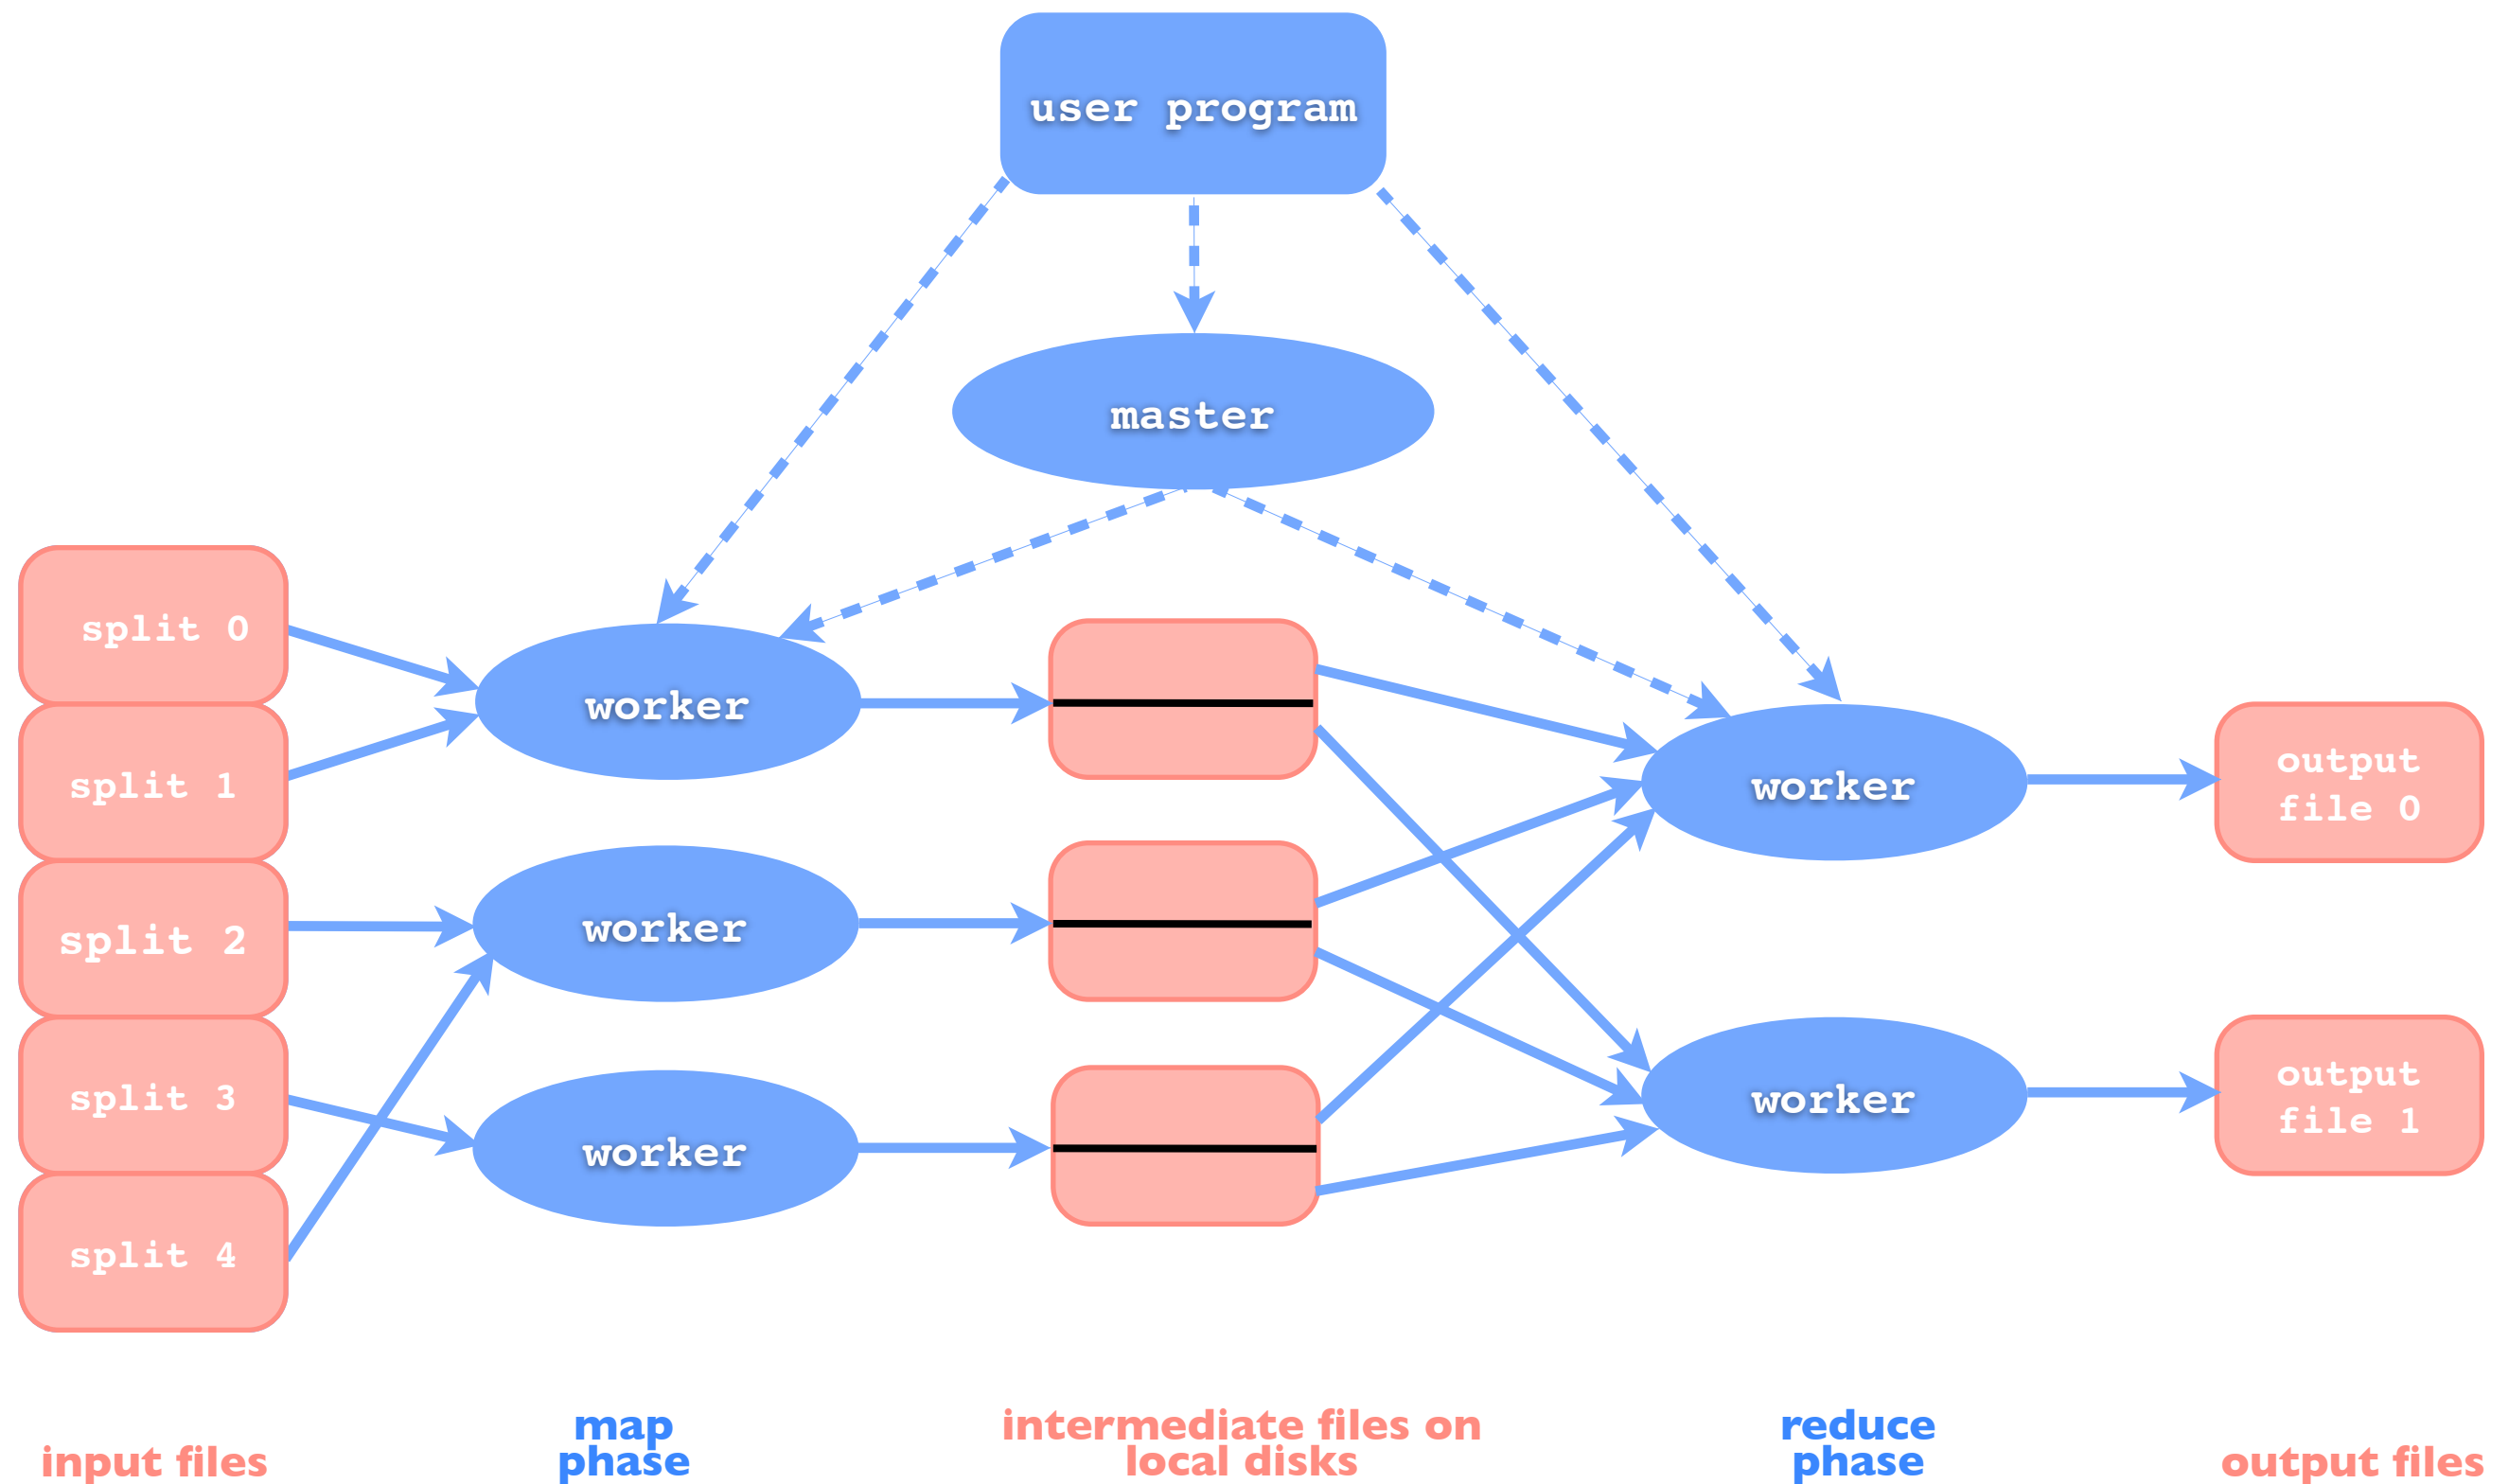 user program
master
split 0
split 1
split 2
split 3
split 4
worker
worker
worker
worker
worker
output
file 0
output
file 1
input files
map
phase
intermediate files on
local disks
reduce
phase
output files